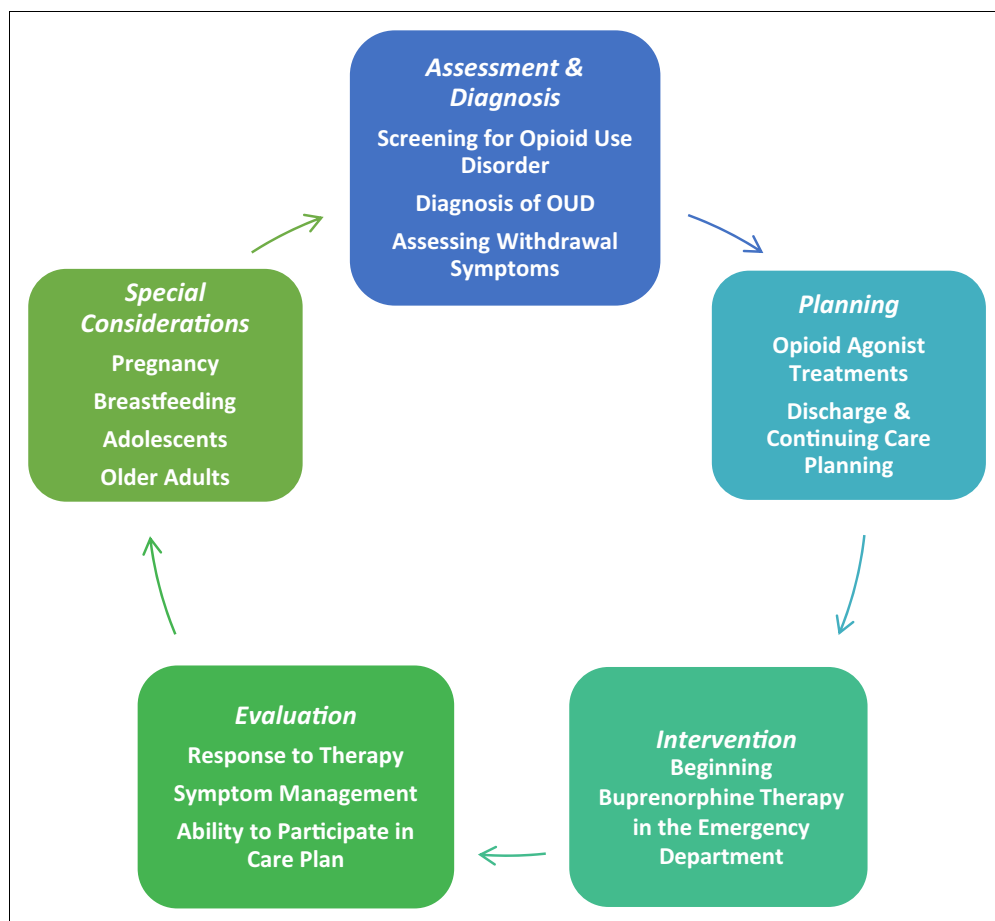 Assessment &
Diagnosis
Screening for Opioid Use
Disorder
Diagnosis of OUD
Assessing Withdrawal
Symptoms
Planning
Opioid Agonist
Treatments
Discharge &
Continuing Care
Planning
Intervention
Beginning
Buprenorphine Therapy
in the Emergency
Department
Evaluation
Response to Therapy
Symptom Management
Ability to Participate in
Care Plan
Special
Considerations
Pregnancy
Breastfeeding
Adolescents
Older Adults